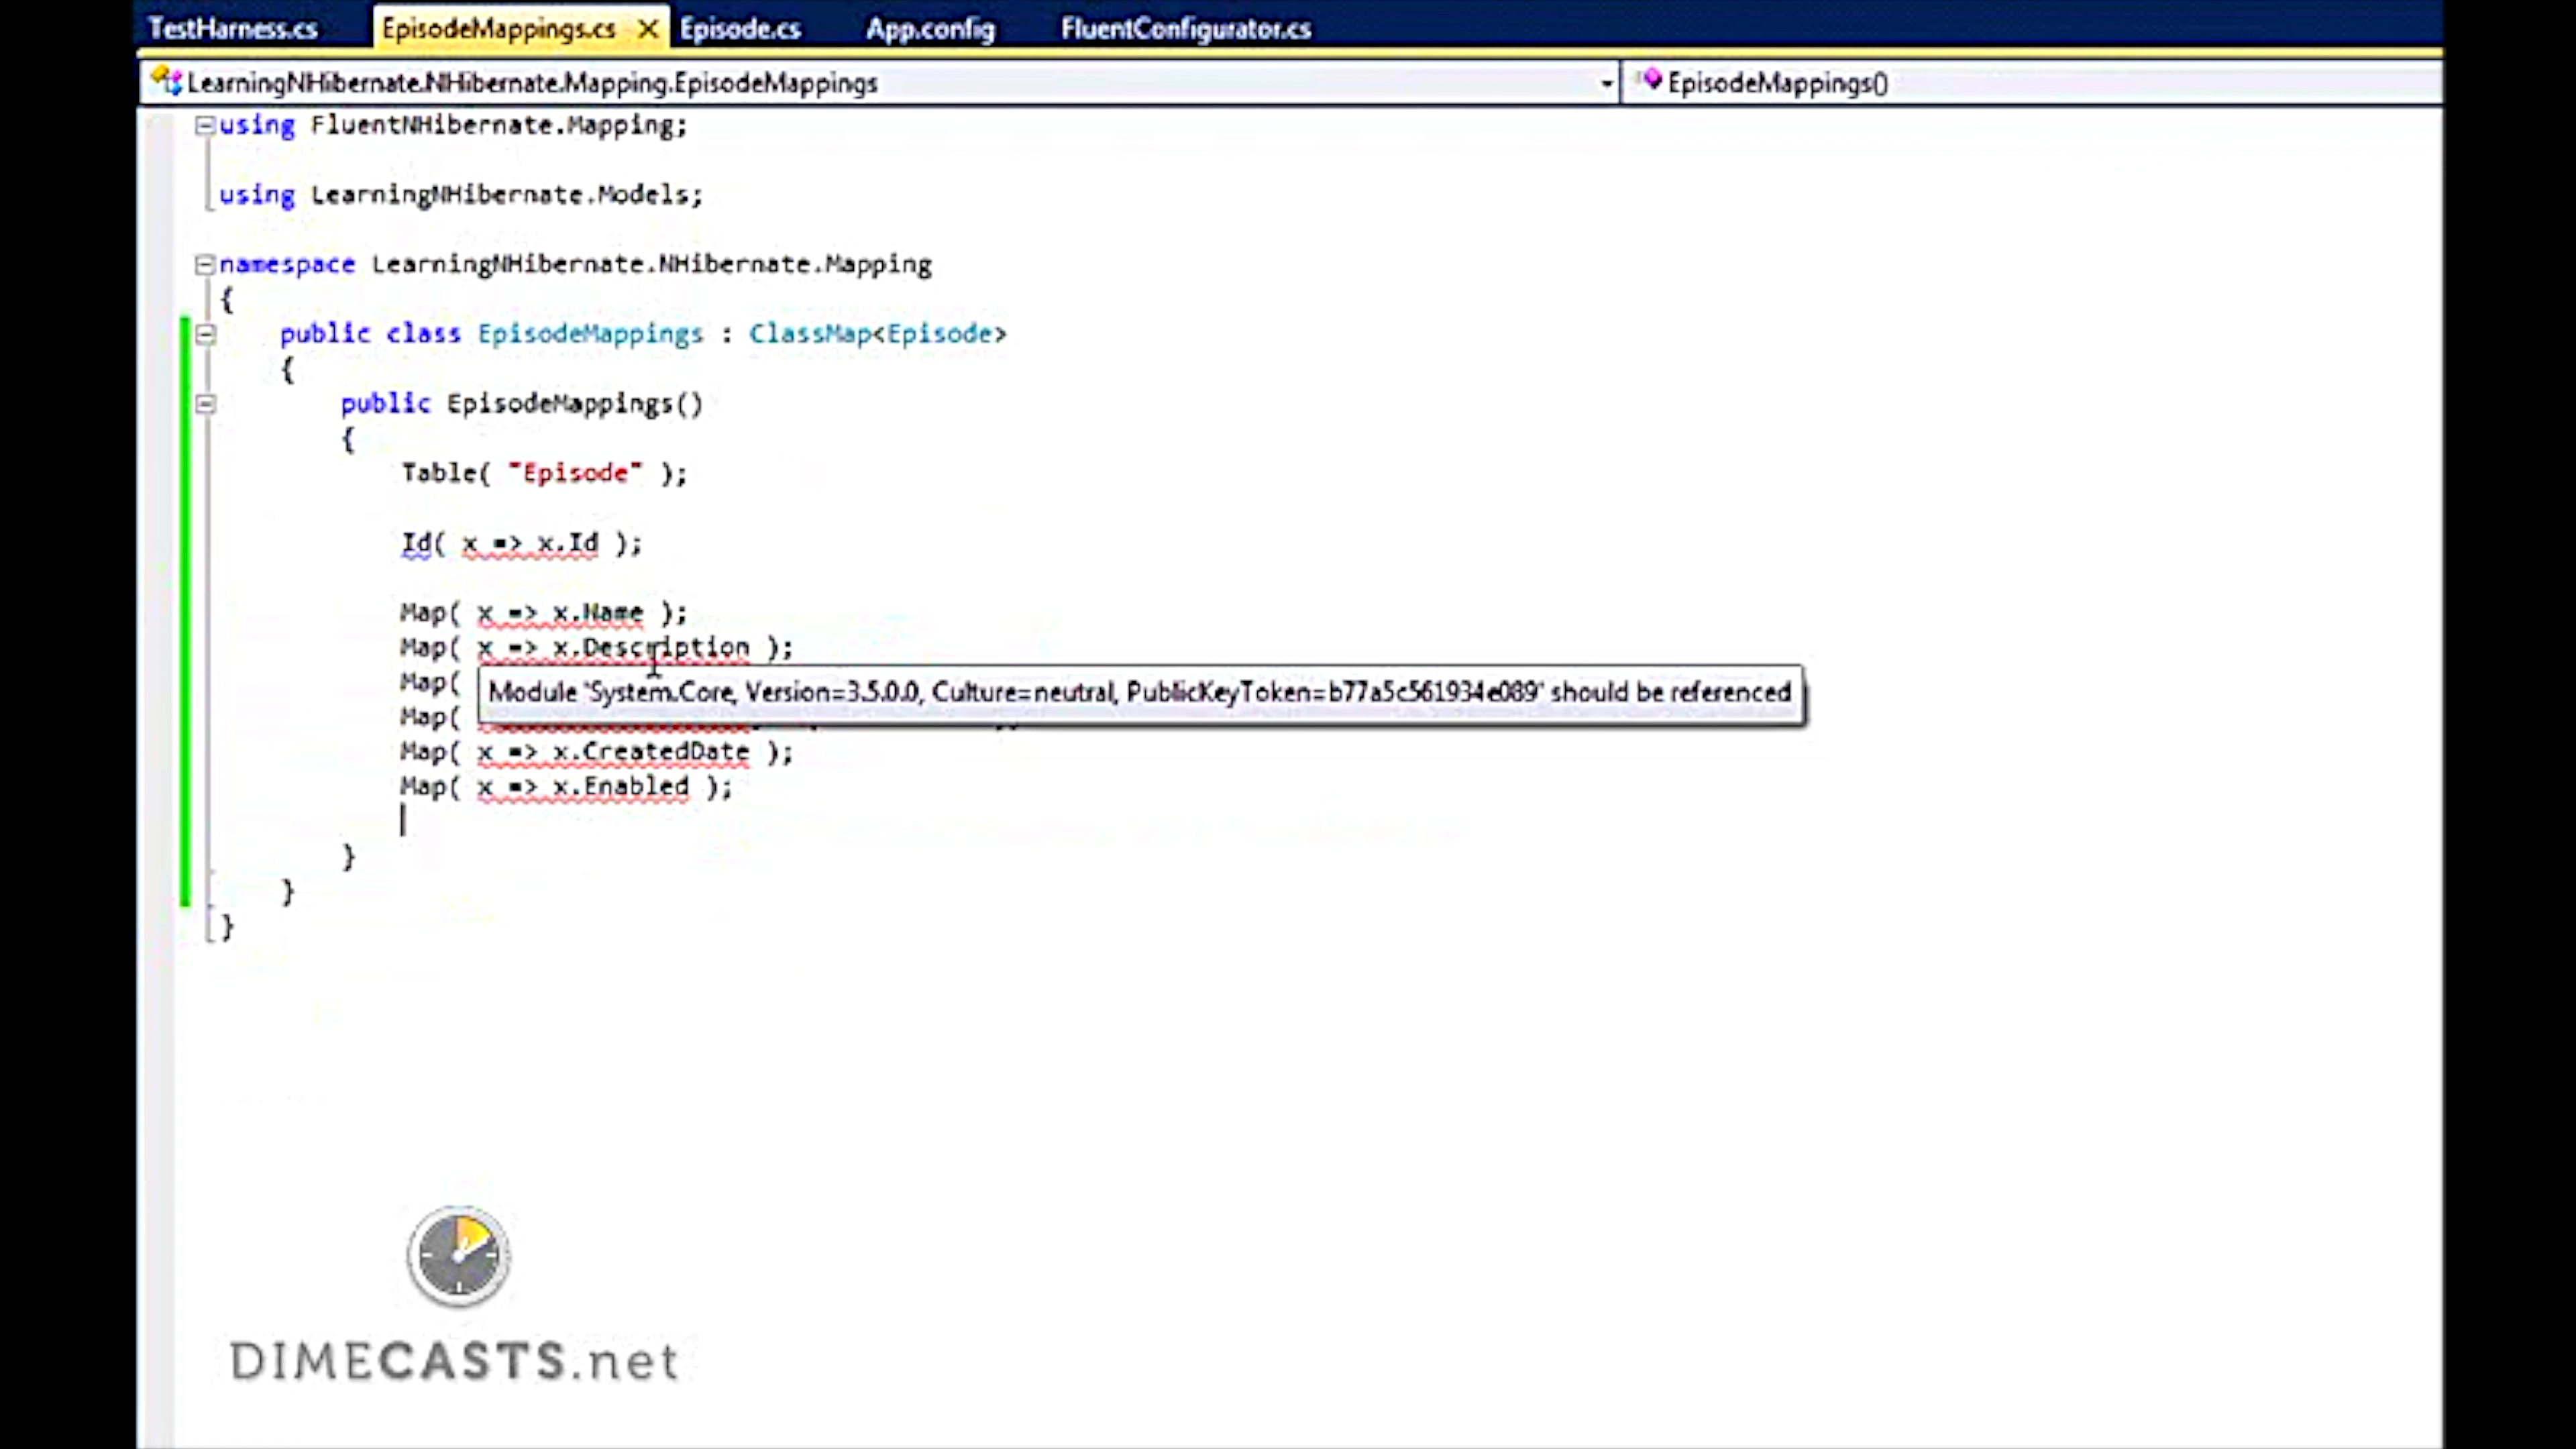 TestHarness.cs EpisodeMappings.cs Episode.cs App.config FluentConfigurator.cs
LearningNHibernate.NHibernate.Mapping.EpisodeMappings EpisodeMappings()
using FluentNHibernate.Mapping;
using LearningNHibernate.Models;
namespace LearningNHibernate.NHibernate.Mapping
{
public class EpisodeMappings : ClassMap<Episode>
{
public EpisodeMappings()
{
Table( "Episode" );
Id( x => x.Id );
Map( x => x.Name );
Map( x => x.Description );
Map(
Module 'System.Core, Version=3.5.0.0, Culture=neutral, PublicKeyToken=b77a5c561934e089' should be referenced
Map(
Map( x => x.CreatedDate );
Map( x => x.Enabled );
}
}
}
DIMECASTS.net